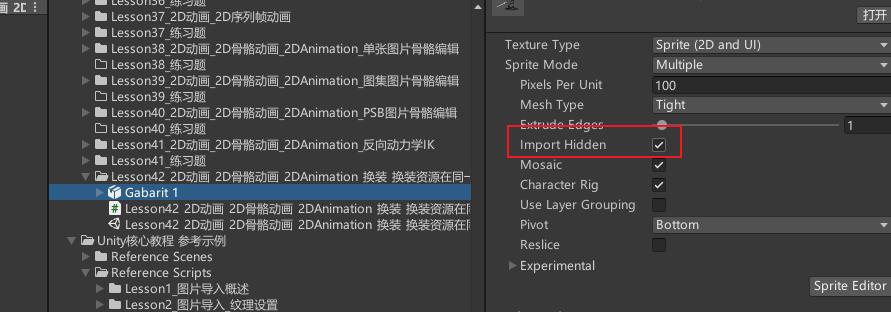 画 2D
Lesson36_2D动画_2D序列帧动画
Lesson37_练习题
Lesson38_2D动画_2D骨骼动画_2DAnimation_单张图片骨骼编辑
Lesson38_练习题
Lesson39_2D动画_2D骨骼动画_2DAnimation_图集图片骨骼编辑
Lesson39_练习题
Lesson40_2D动画_2D骨骼动画_2DAnimation_PSB图片骨骼编辑
Lesson40_练习题
Lesson41_2D动画_2D骨骼动画_2DAnimation_反向动力学IK
Lesson41_练习题
Lesson42_2D动画_2D骨骼动画_2DAnimation_换装_换装资源在同一
Gabarit 1
Lesson42_2D动画_2D骨骼动画_2DAnimation_换装_换装资源在同
Lesson42_2D动画_2D骨骼动画_2DAnimation_换装_换装资源在同
Unity核心教程 参考示例
Reference Scenes
Reference Scripts
Lesson1_图片导入概述
Lesson2_图片导入_纹理设置
打开
Texture Type Sprite (2D and UI)
Sprite Mode Multiple
Pixels Per Unit 100
Mesh Type Tight
Extrude Edges 1
Import Hidden
Mosaic
Character Rig
Use Layer Grouping
Pivot Bottom
Reslice
Experimental
Sprite Editor